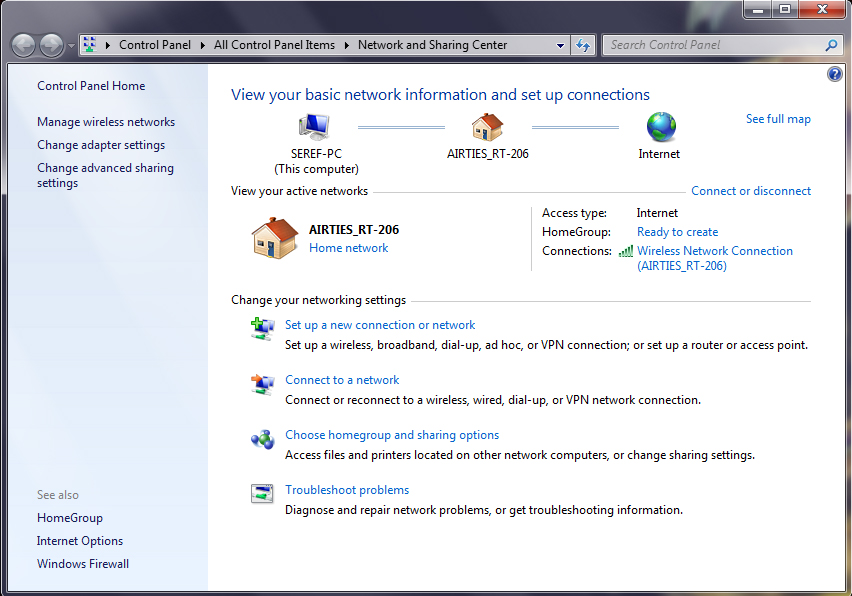 Control Panel All Control Panel Items Network and Sharing Center
Search Control Panel
Control Panel Home
Manage wireless networks
Change adapter settings
Change advanced sharing
settings
See also
HomeGroup
Internet Options
Windows Firewall
View your basic network information and set up connections
See full map
SEREF-PC
(This computer)
AIRTIES_RT-206
Internet
View your active networks
Connect or disconnect
AIRTIES_RT-206
Home network
Access type: Internet
HomeGroup: Ready to create
Connections: Wireless Network Connection
(AIRTIES_RT-206)
Change your networking settings
Set up a new connection or network
Set up a wireless, broadband, dial-up, ad hoc, or VPN connection; or set up a router or access point.
Connect to a network
Connect or reconnect to a wireless, wired, dial-up, or VPN network connection.
Choose homegroup and sharing options
Access files and printers located on other network computers, or change sharing settings.
Troubleshoot problems
Diagnose and repair network problems, or get troubleshooting information.